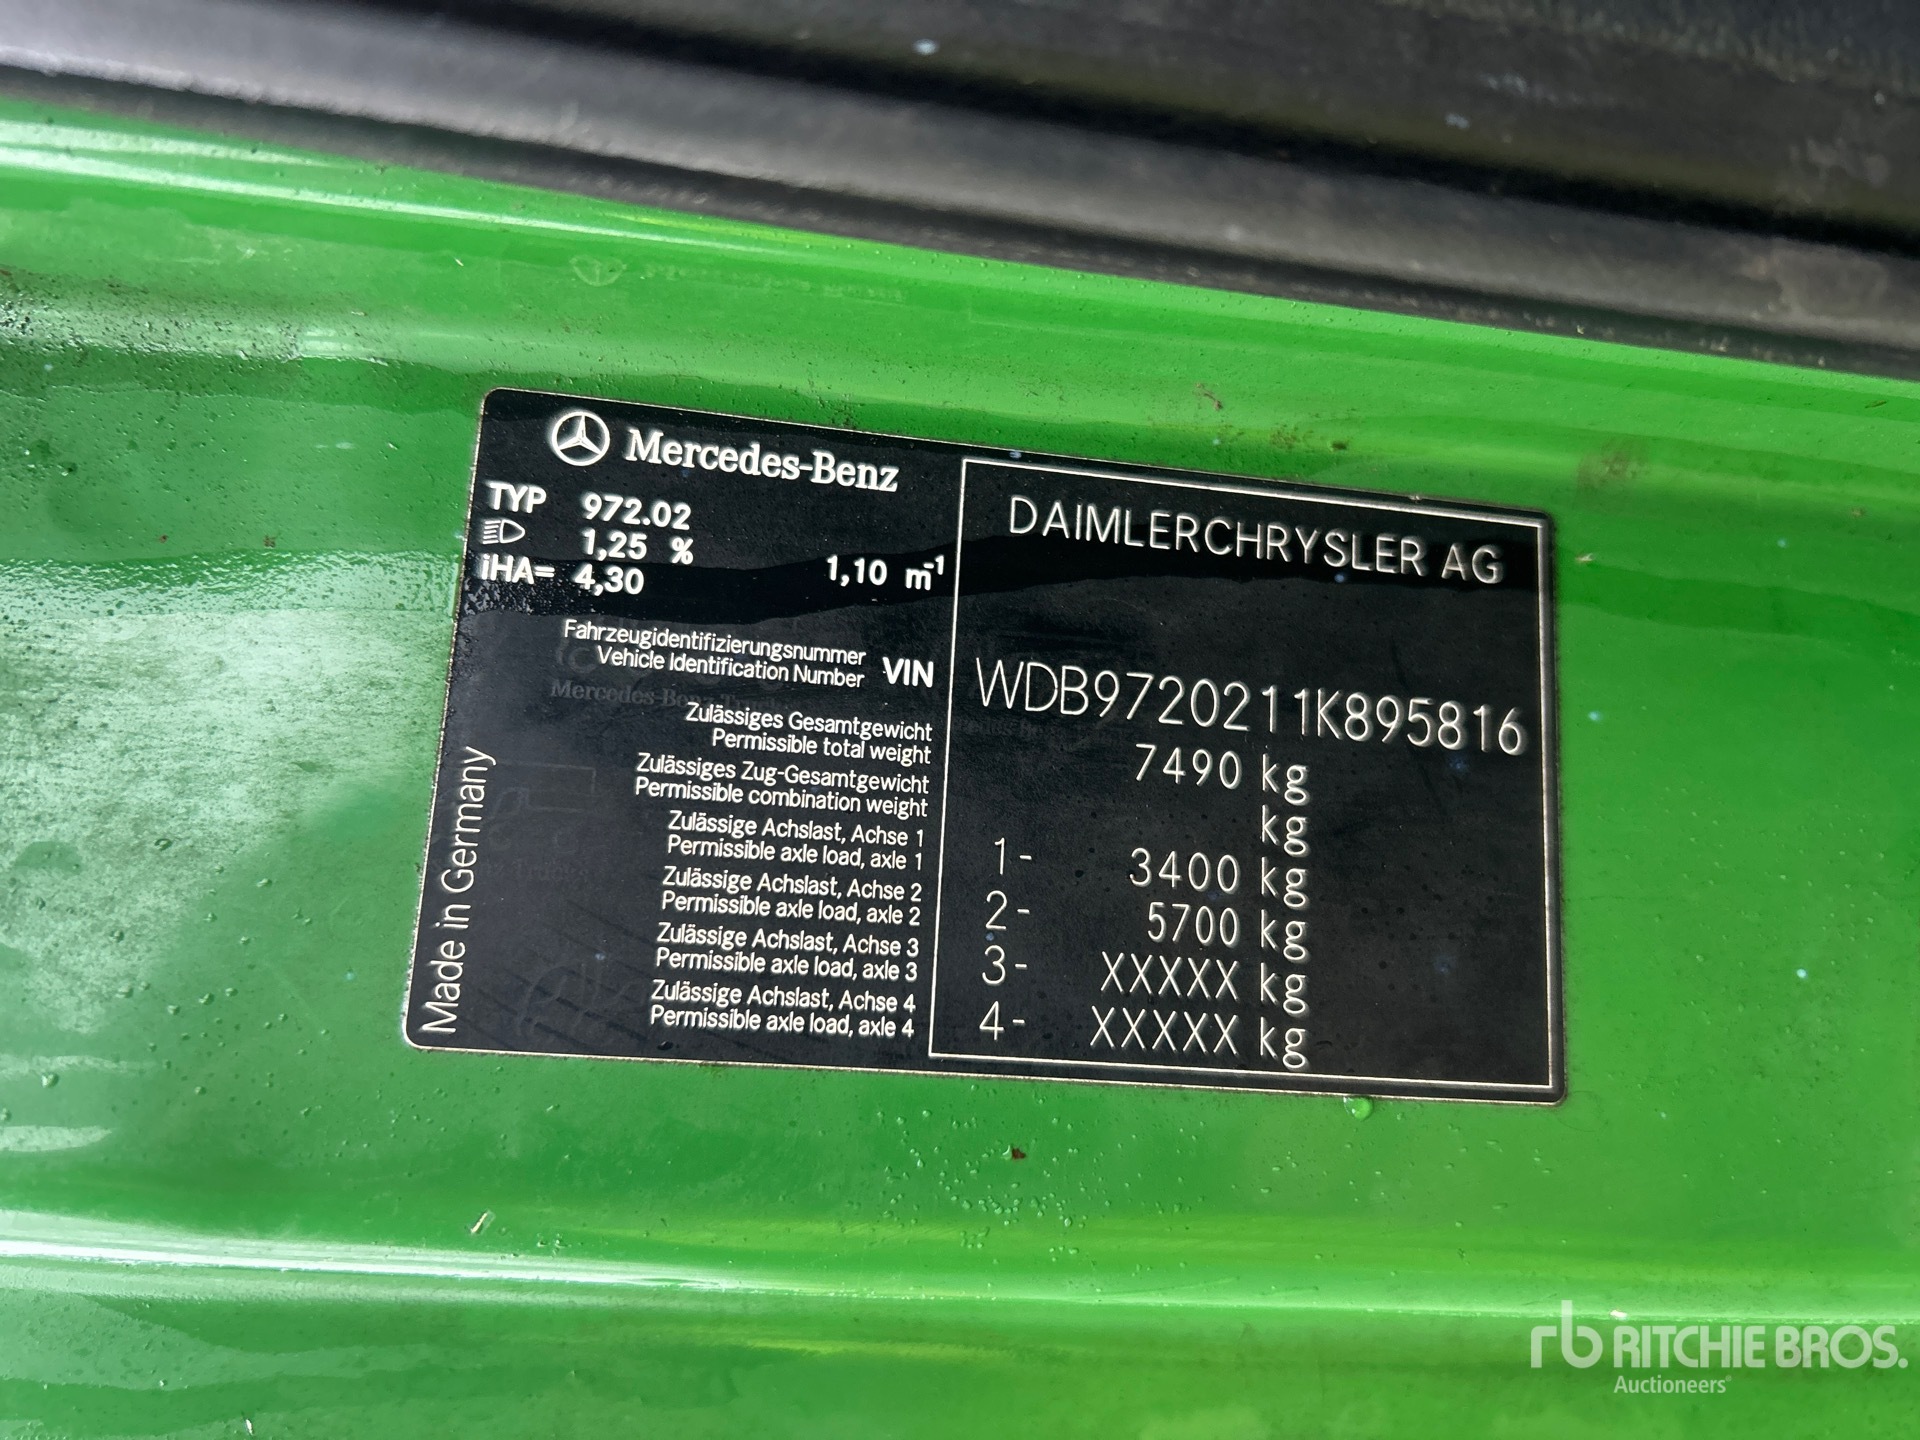 Mercedes-Benz
TYP 972.02
1,25 % 1,10 m-1
iHA= 4,30
DAIMLERCHRYSLER AG
Fahrzeugidentifizierungsnummer
Vehicle Identification Number VIN WDB9720211K895816
Zulässiges Gesamtgewicht
Permissible total weight 7490 kg
Zulässiges Zug-Gesamtgewicht
Permissible combination weight kg
Zulässige Achslast, Achse 1
Permissible axle load, axle 1 1- 3400 kg
Zulässige Achslast, Achse 2
Permissible axle load, axle 2 2- 5700 kg
Zulässige Achslast, Achse 3
Permissible axle load, axle 3 3- XXXXX kg
Zulässige Achslast, Achse 4
Permissible axle load, axle 4 4- XXXXX kg
Made in Germany
rb RITCHIE BROS.
Auctioneers